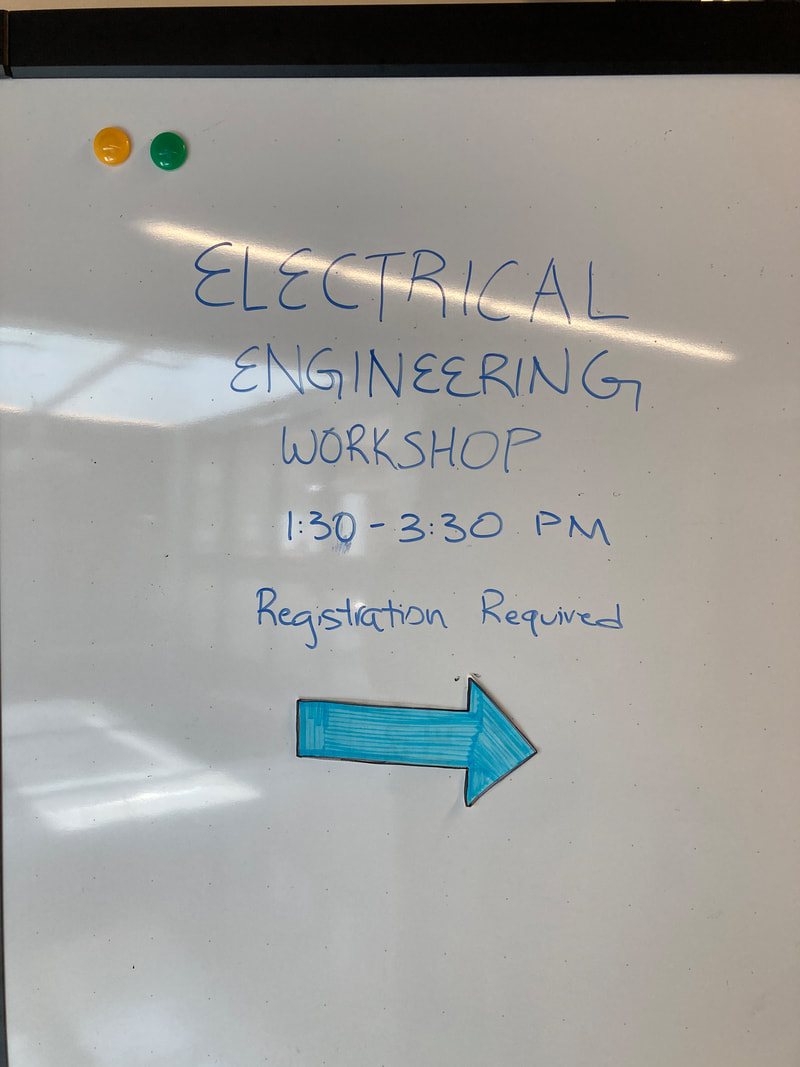 ELECTRICAL
ENGINEERING
WORKSHOP
1:30 - 3:30 PM
Registration Required